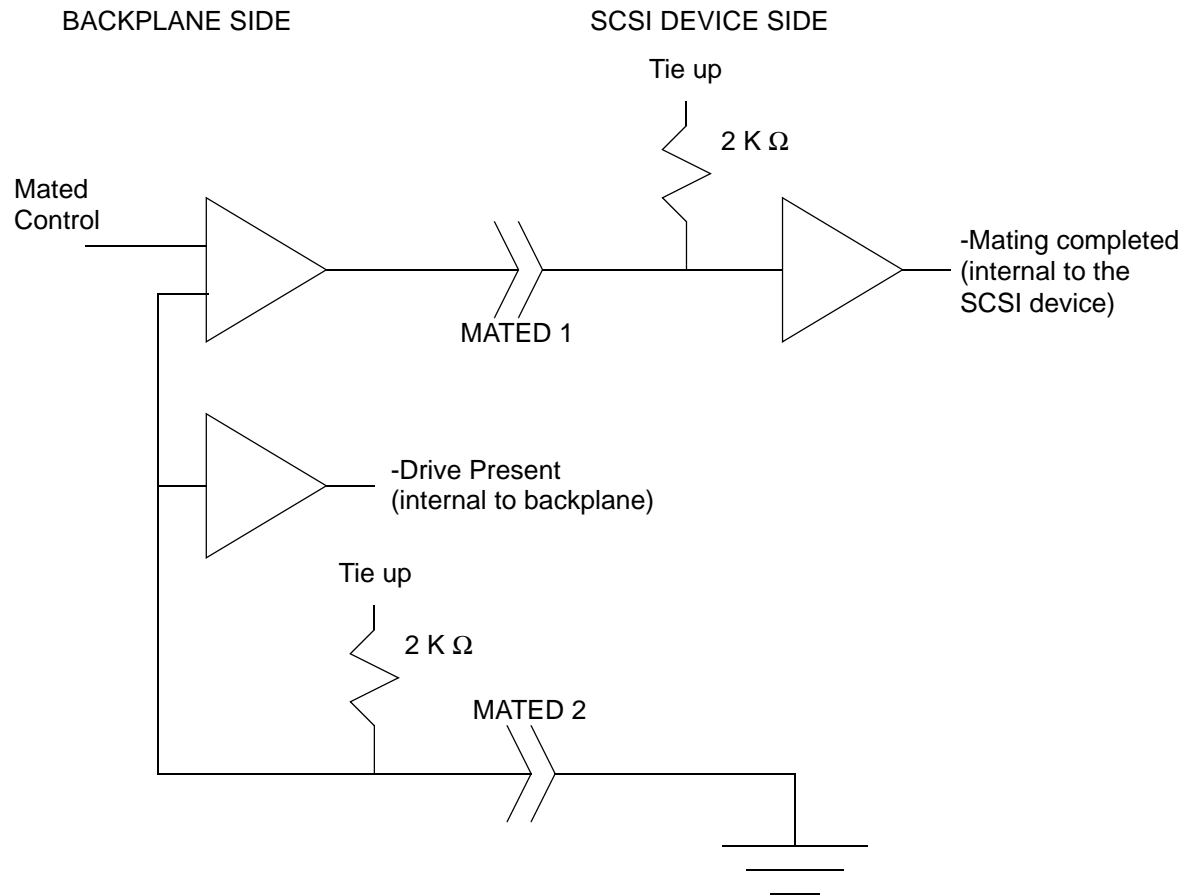 BACKPLANE SIDE
SCSI DEVICE SIDE
Tie up
2 K Ω
Mated
Control
-Mating completed
(internal to the
SCSI device)
MATED 1
-Drive Present
(internal to backplane)
Tie up
2 K Ω
MATED 2